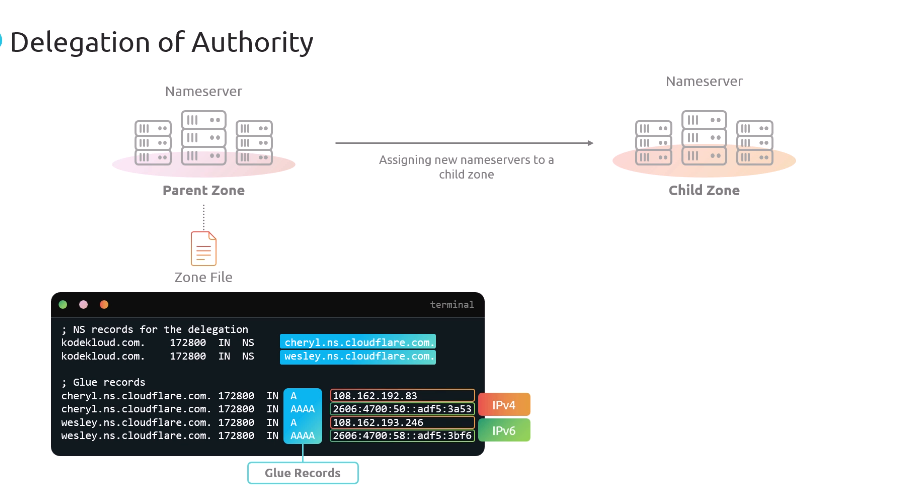 Delegation of Authority
Nameserver
Nameserver
Assigning new nameservers to a
child zone
Parent Zone
Child Zone
Zone File
terminal
; NS records for the delegation
kodekloud.com. 172800 IN NS cheryl.ns.cloudflare.com.
kodekloud.com. 172800 IN NS wesley.ns.cloudflare.com.
; Glue records
cheryl.ns.cloudflare.com. 172800 IN A 108.162.192.83
cheryl.ns.cloudflare.com. 172800 IN AAAA 2606:4700:50::adf5:3a53
wesley.ns.cloudflare.com. 172800 IN A 108.162.193.246
wesley.ns.cloudflare.com. 172800 IN AAAA 2606:4700:58::adf5:3bf6
IPv4
IPv6
Glue Records